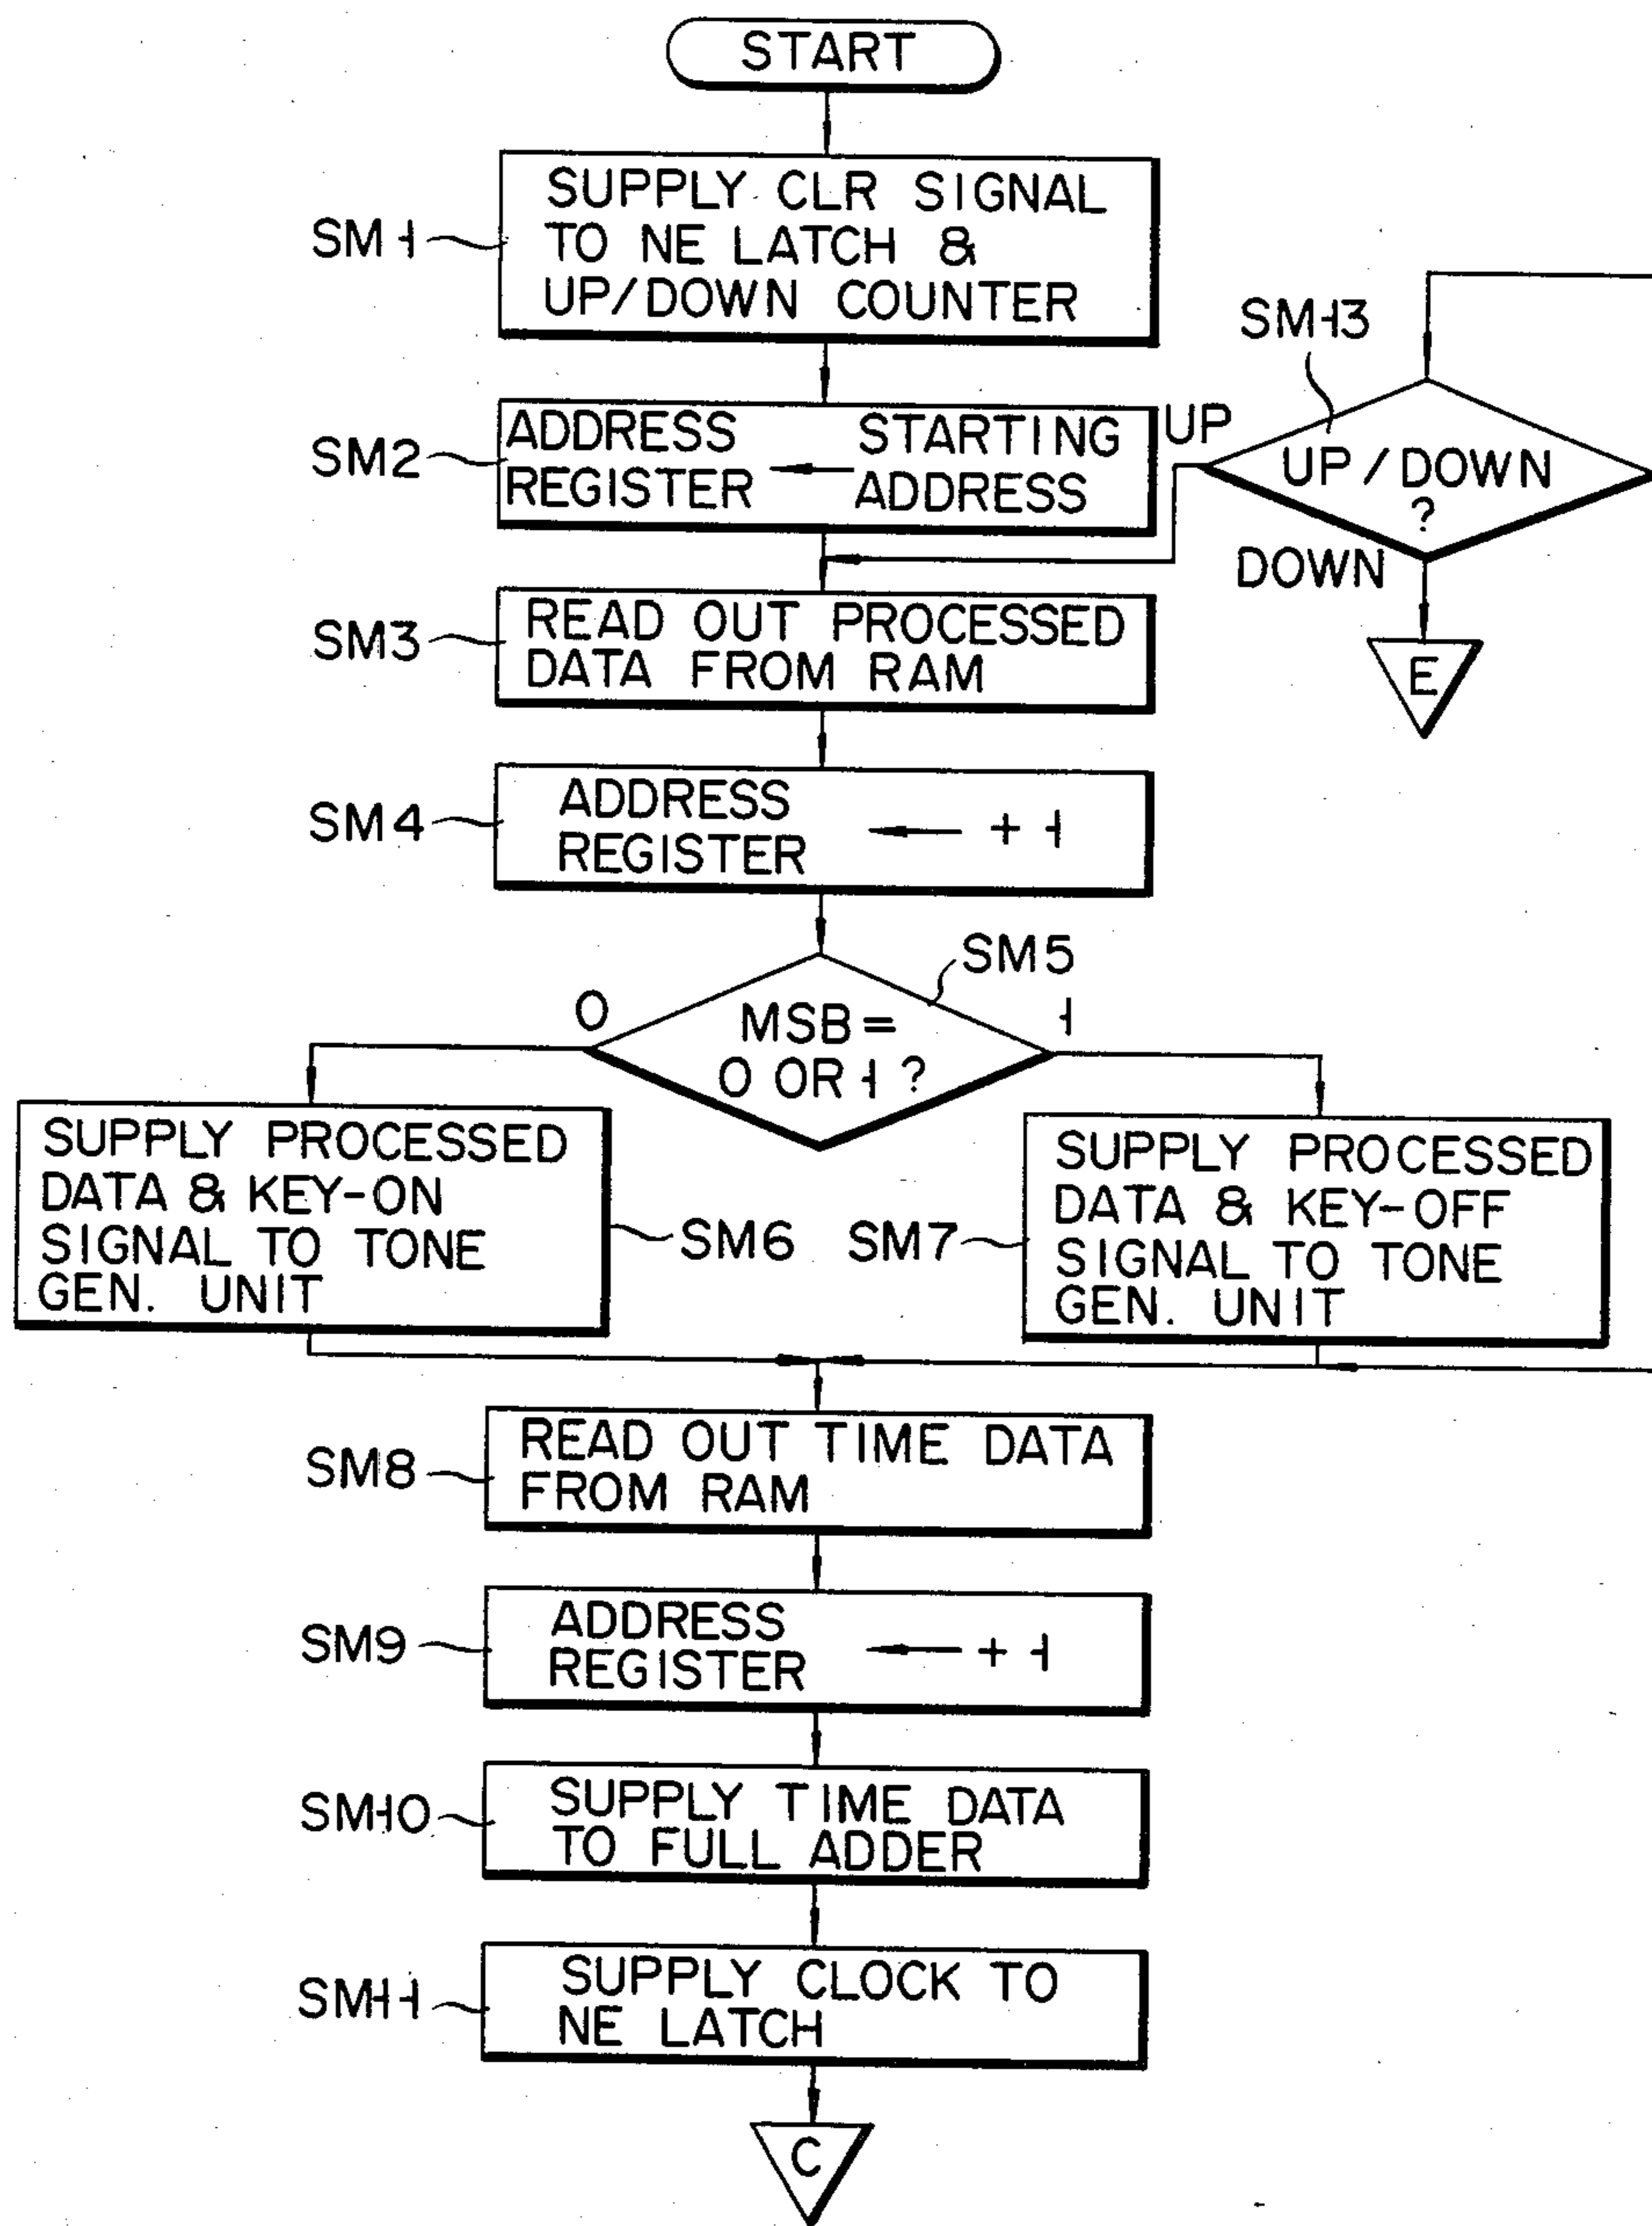 START
SM1
SUPPLY CLR SIGNAL
TO NE LATCH &
UP/DOWN COUNTER
SM2
ADDRESS REGISTER ← STARTING ADDRESS
SM13
UP
UP/DOWN
?
DOWN
E
SM3
READ OUT PROCESSED
DATA FROM RAM
SM4
ADDRESS
REGISTER ← +1
SM5
MSB =
0 OR 1 ?
0
1
SUPPLY PROCESSED
DATA & KEY-ON
SIGNAL TO TONE
GEN. UNIT
SM6
SM7
SUPPLY PROCESSED
DATA & KEY-OFF
SIGNAL TO TONE
GEN. UNIT
SM8
READ OUT TIME DATA
FROM RAM
SM9
ADDRESS
REGISTER ← +1
SM10
SUPPLY TIME DATA
TO FULL ADDER
SM11
SUPPLY CLOCK TO
NE LATCH
C